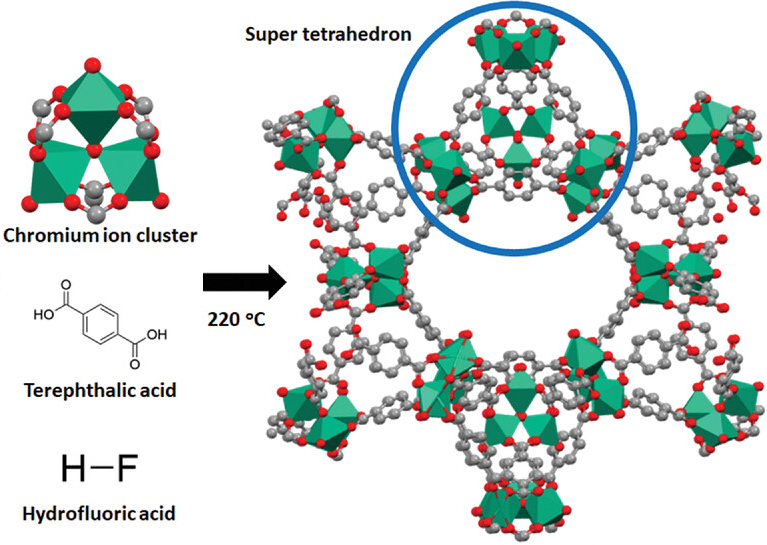 Super tetrahedron
Chromium ion cluster
O
HO
OH
O
Terephthalic acid
220 °C
H–F
Hydrofluoric acid